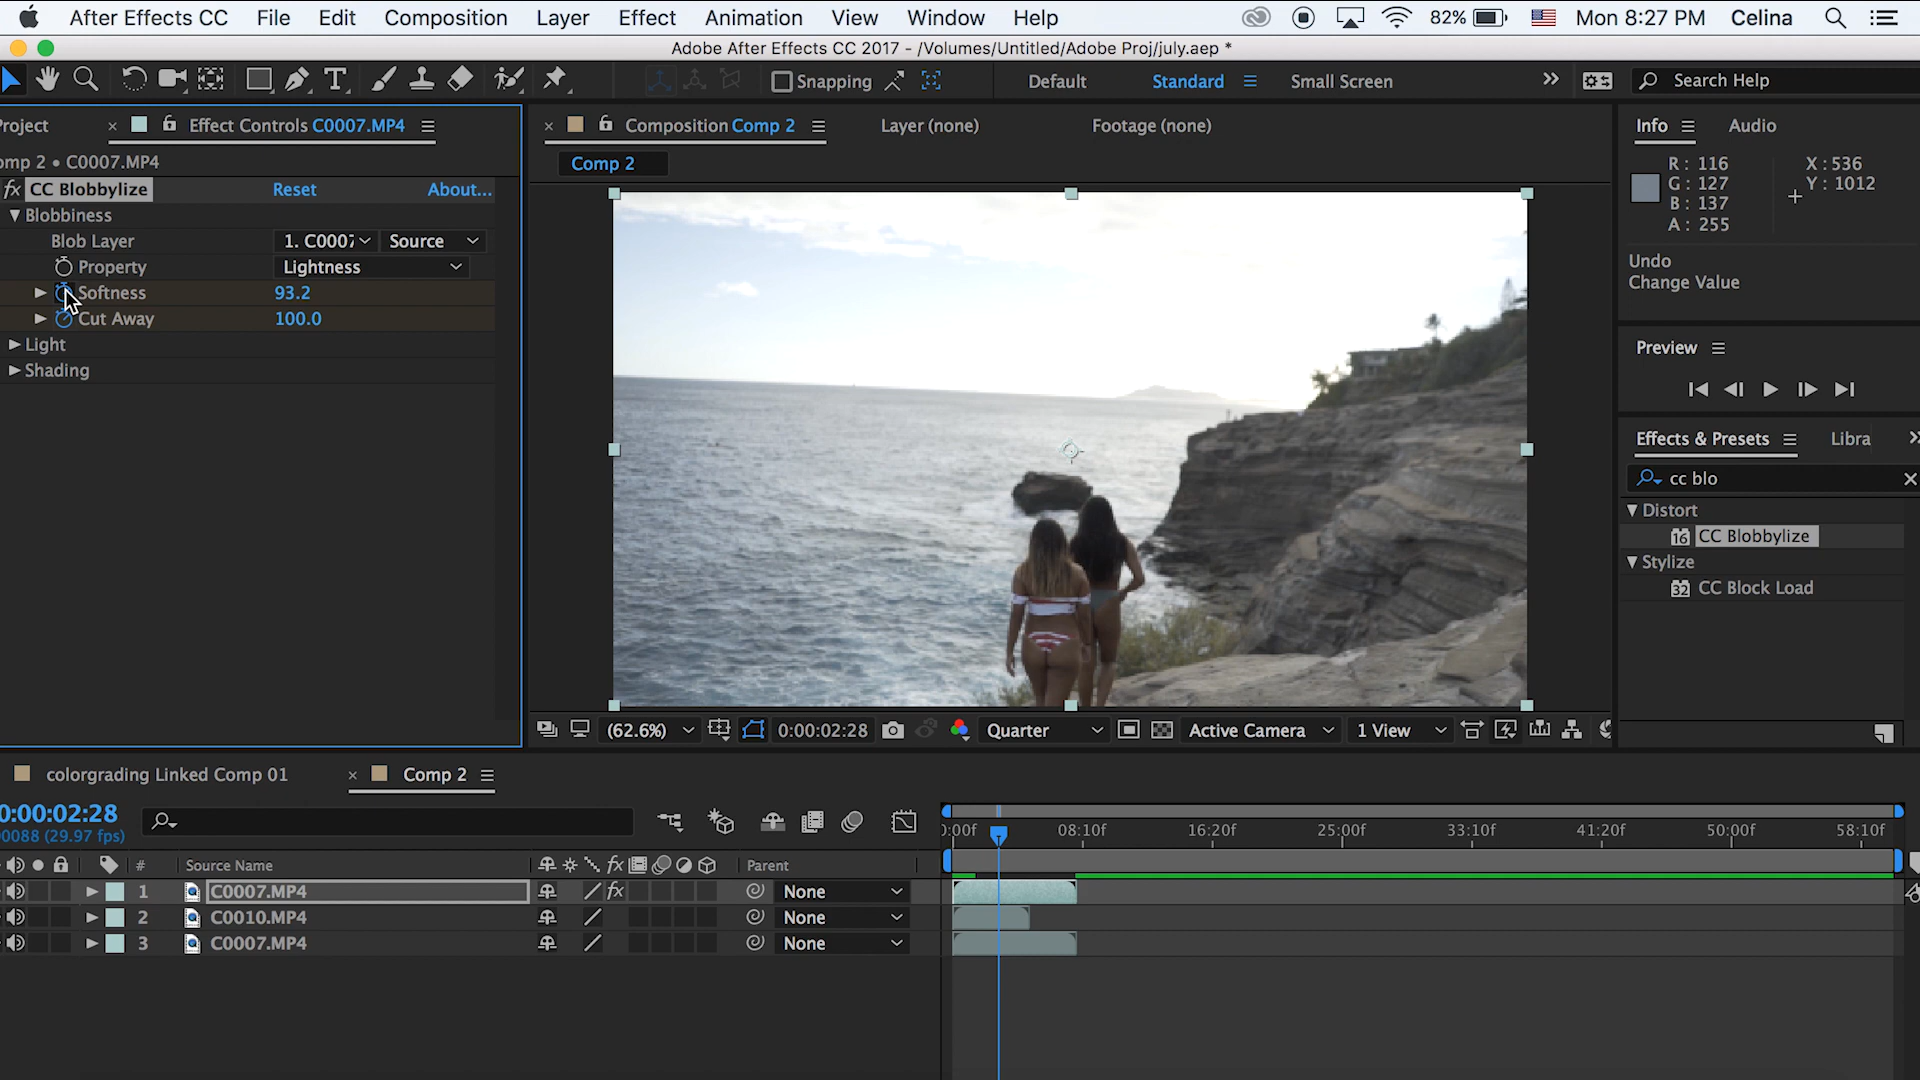 After Effects CC File Edit Composition Layer Effect Animation View Window Help 82% Mon 8:27 PM Celina
Adobe After Effects CC 2017 - /Volumes/Untitled/Adobe Proj/july.aep *
Snapping Default Standard Small Screen Search Help
roject Effect Controls C0007.MP4 Composition Comp 2 Layer (none) Footage (none) Info Audio
omp 2 • C0007.MP4 Comp 2
R: 116 X: 536
G: 127 Y: 1012
B: 137
A: 255
fx CC Blobbylize Reset About...
Blobbiness
Blob Layer 1. C0007 Source
Property Lightness
Softness 93.2
Cut Away 100.0
Light
Shading
Undo
Change Value
Preview
Effects & Presets Libra
cc blo
Distort
16 CC Blobbylize
Stylize
32 CC Block Load
(62.6%) 0:00:02:28 Quarter Active Camera 1 View
colorgrading Linked Comp 01 Comp 2
0:00:02:28
00088 (29.97 fps)
0:00f 08:10f 16:20f 25:00f 33:10f 41:20f 50:00f 58:10f
# Source Name fx Parent
1 C0007.MP4 fx None
2 C0010.MP4 None
3 C0007.MP4 None